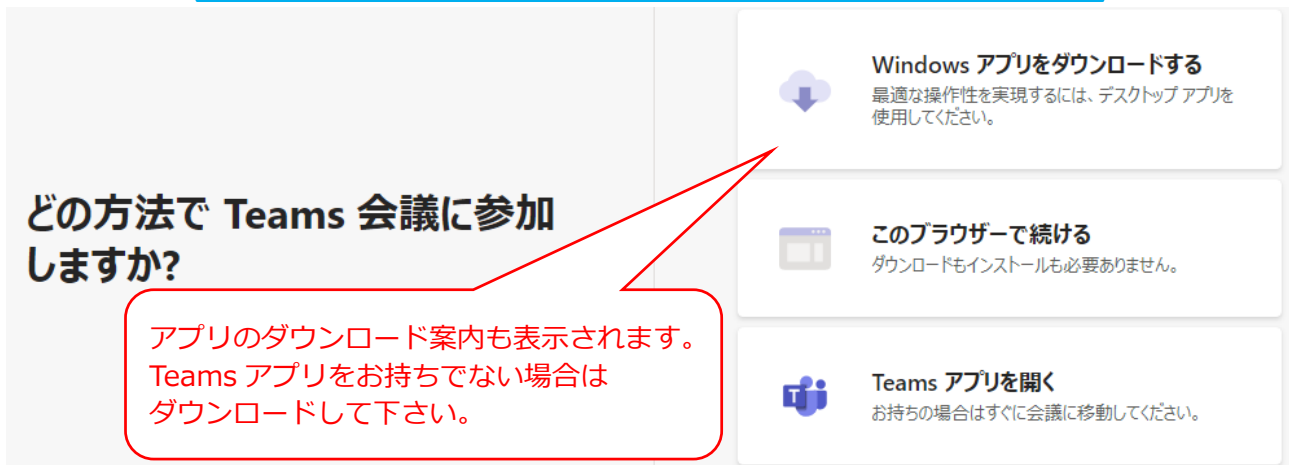 どの方法で Teams 会議に参加
しますか?
アプリのダウンロード案内も表示されます。
Teams アプリをお持ちでない場合は
ダウンロードして下さい。
Windows アプリをダウンロードする
最適な操作性を実現するには、デスクトップ アプリを
使用してください。
このブラウザーで続ける
ダウンロードもインストールも必要ありません。
T
Teams アプリを開く
お持ちの場合はすぐに会議に移動してください。